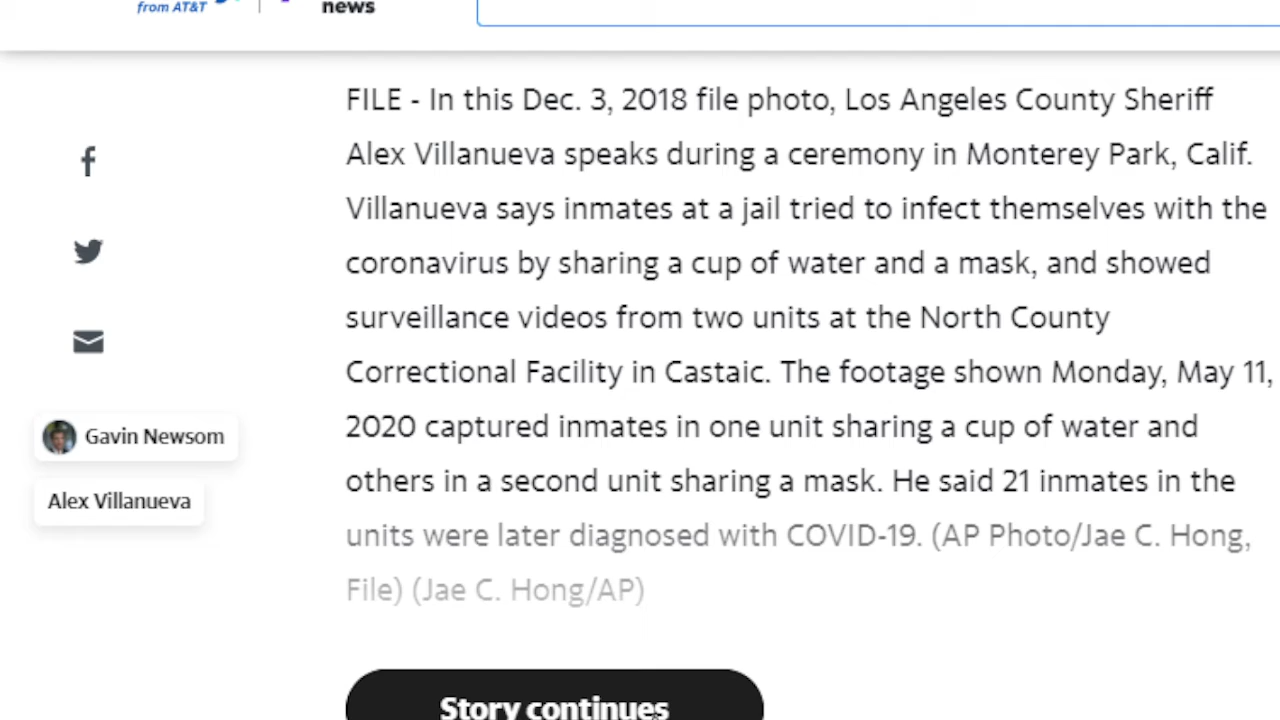 from AT&T
news
FILE - In this Dec. 3, 2018 file photo, Los Angeles County Sheriff
Alex Villanueva speaks during a ceremony in Monterey Park, Calif.
Villanueva says inmates at a jail tried to infect themselves with the
coronavirus by sharing a cup of water and a mask, and showed
surveillance videos from two units at the North County
Correctional Facility in Castaic. The footage shown Monday, May 11,
2020 captured inmates in one unit sharing a cup of water and
others in a second unit sharing a mask. He said 21 inmates in the
units were later diagnosed with COVID-19. (AP Photo/Jae C. Hong,
File) (Jae C. Hong/AP)
Gavin Newsom
Alex Villanueva
Story continues